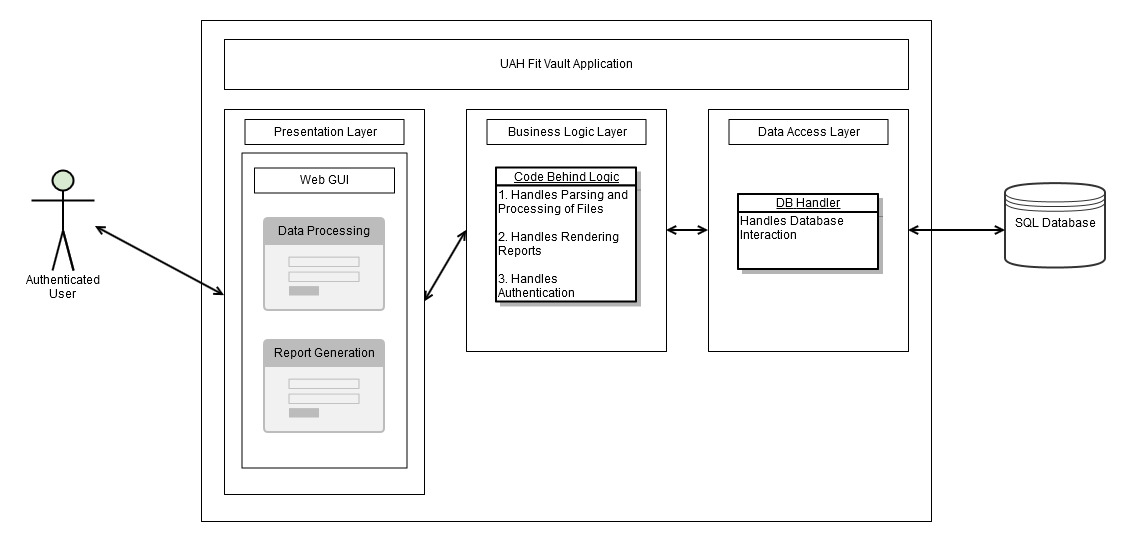 UAH Fit Vault Application
Presentation Layer
Business Logic Layer
Data Access Layer
Web GUI
Data Processing
Report Generation
Code Behind Logic
1. Handles Parsing and
Processing of Files
2. Handles Rendering
Reports
3. Handles
Authentication
DB Handler
Handles Database
Interaction
Authenticated
User
SQL Database